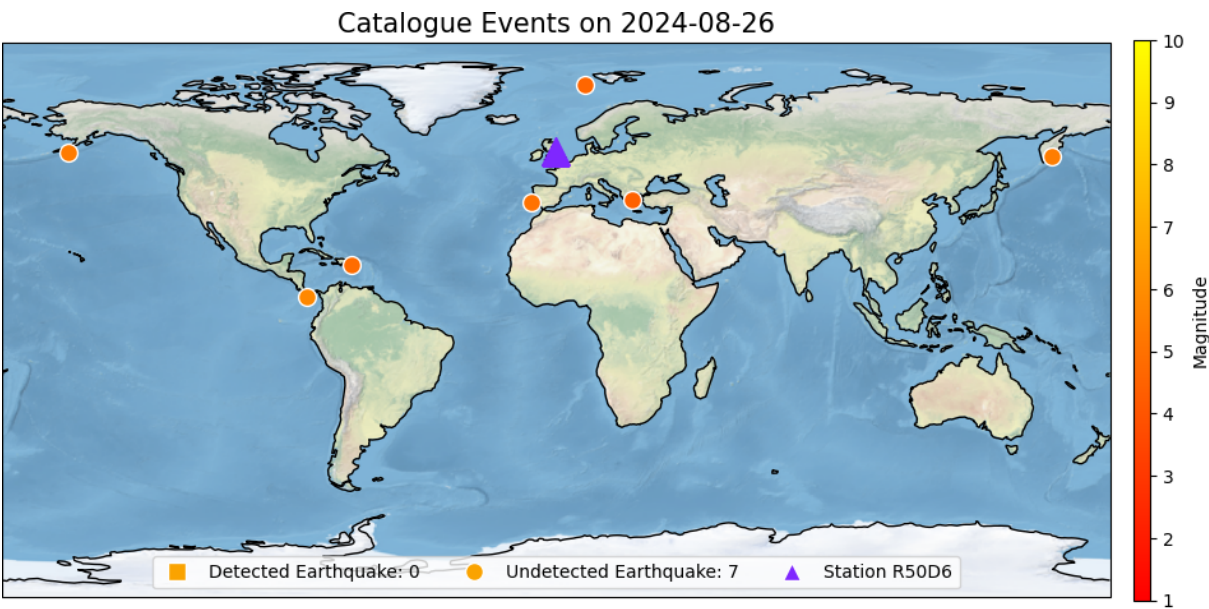 Catalogue Events on 2024-08-26
10
9
8
7
6
5
4
3
2
1
Magnitude
Detected Earthquake: 0
Undetected Earthquake: 7
Station R50D6